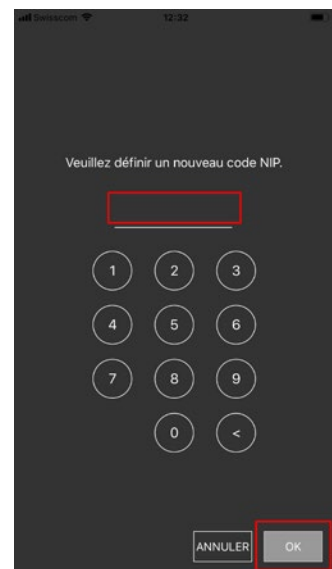 Swisscom 12:32
Veuillez définir un nouveau code NIP.
1 2 3
4 5 6
7 8 9
0 <
ANNULER OK